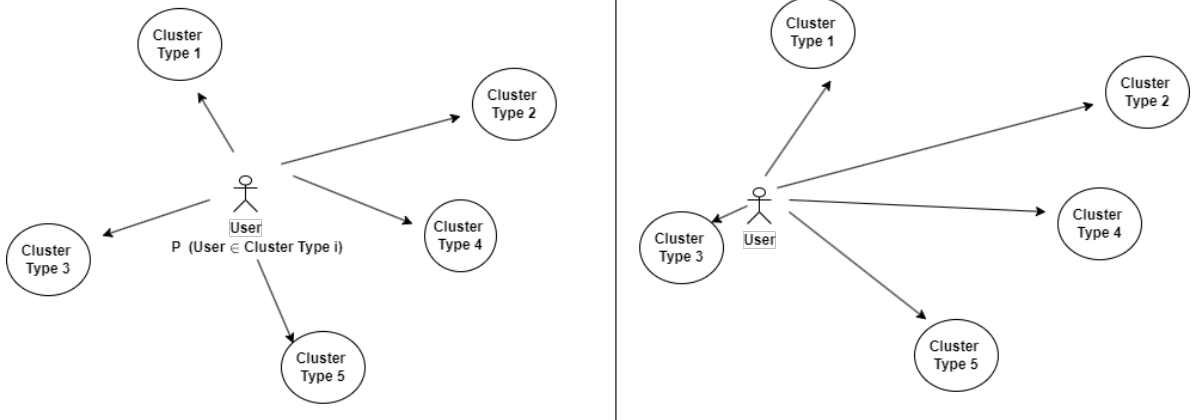 Cluster
Type 1
Cluster
Type 2
User
P (User ∈ Cluster Type i)
Cluster
Type 4
Cluster
Type 3
Cluster
Type 5
Cluster
Type 1
Cluster
Type 2
User
Cluster
Type 3
Cluster
Type 4
Cluster
Type 5